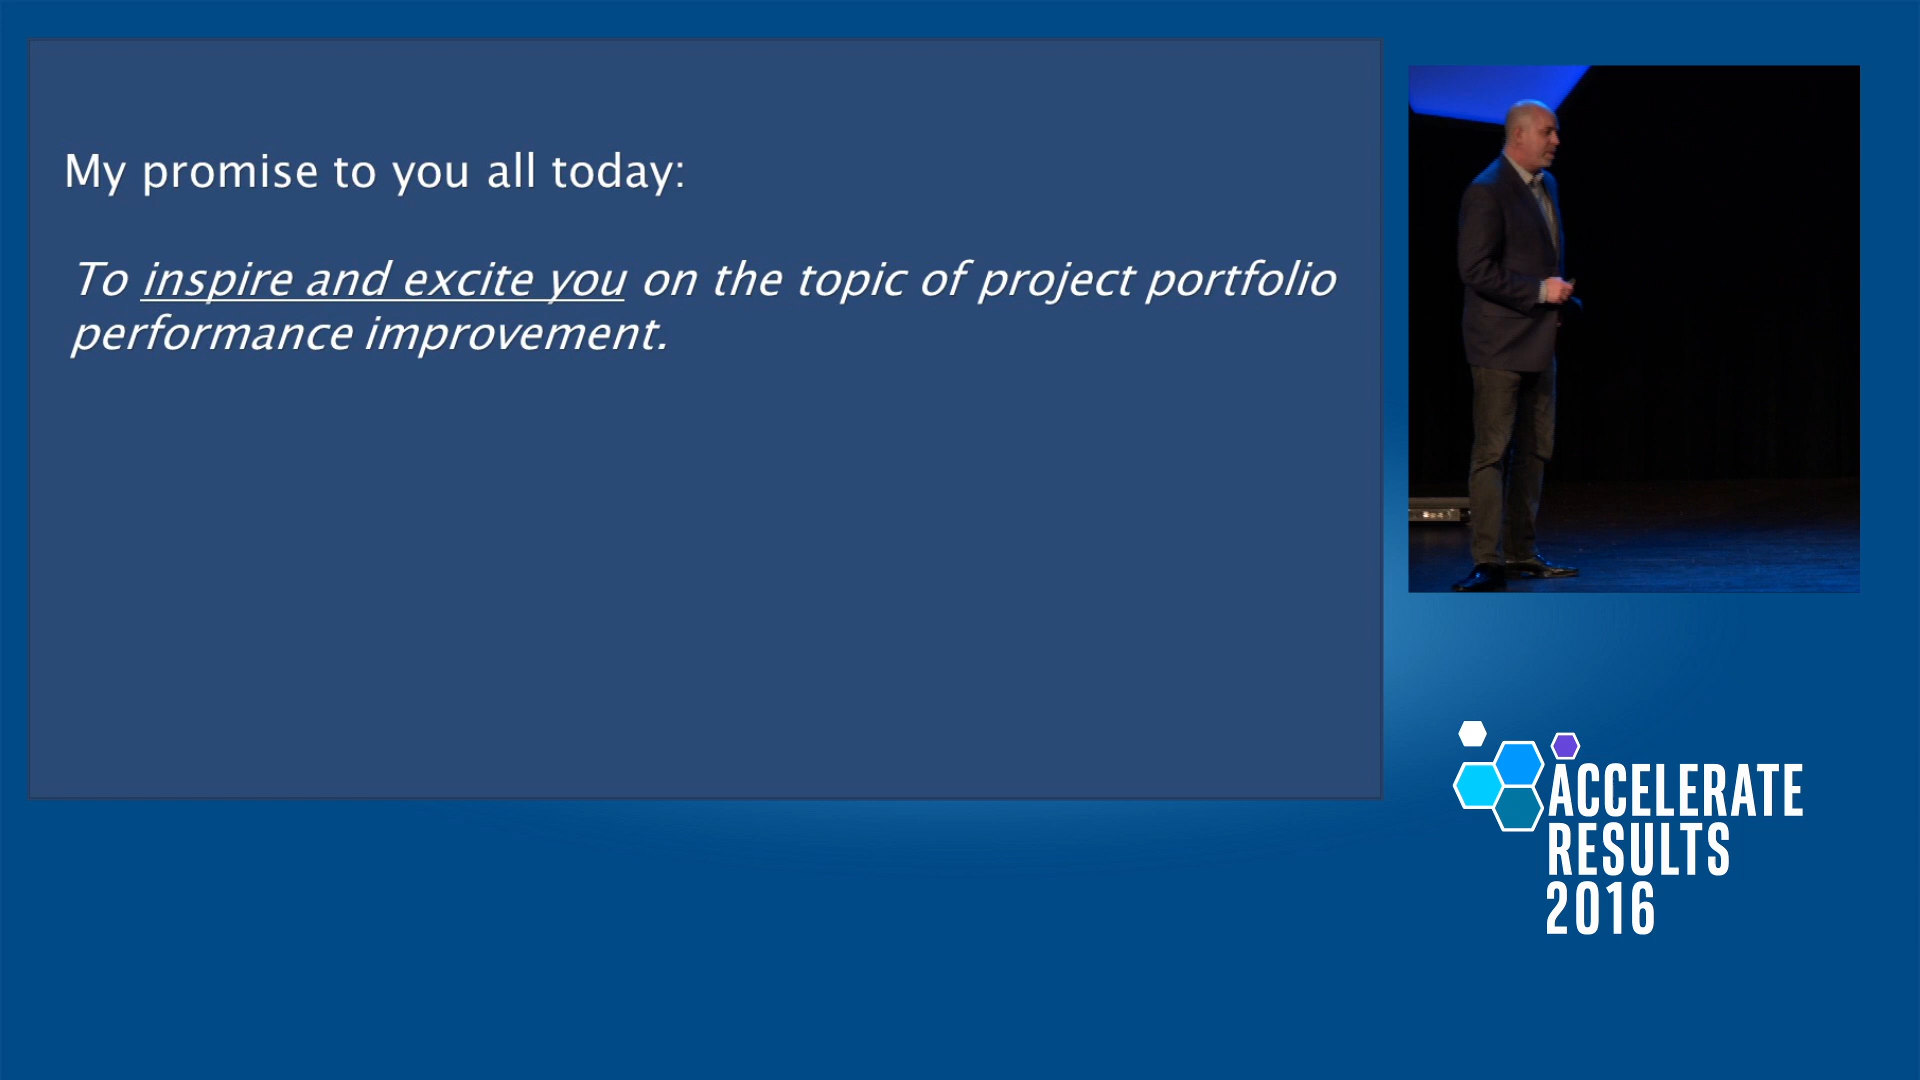 My promise to you all today:
To inspire and excite you on the topic of project portfolio
performance improvement.
ACCELERATE
RESULTS
2016